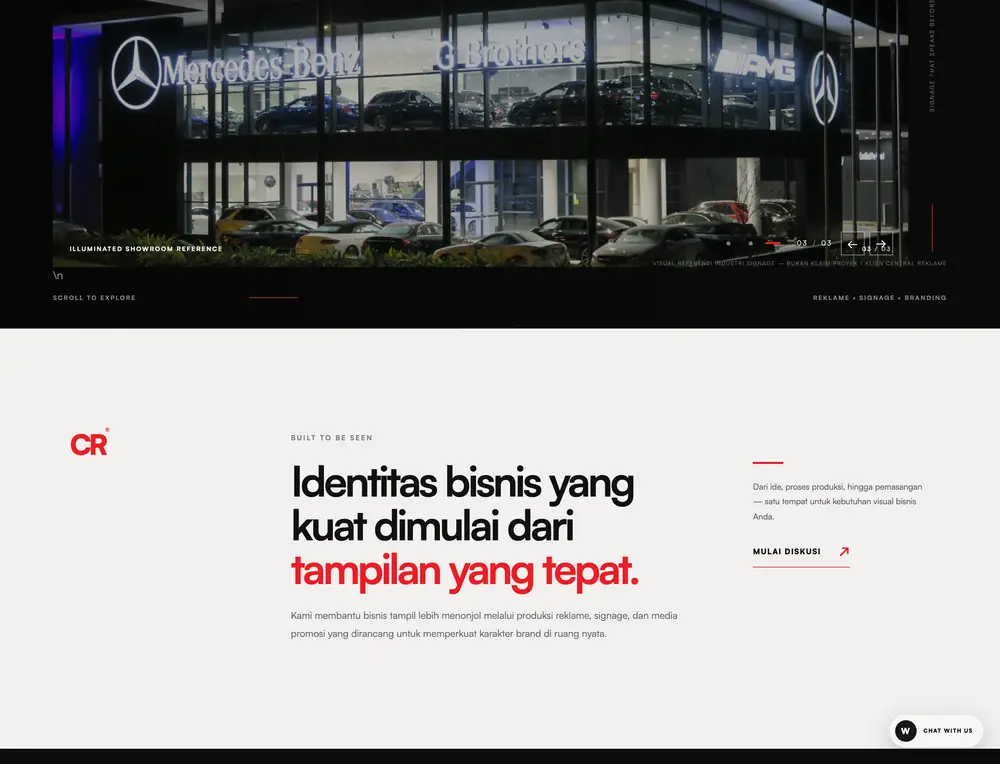 SIGNAGE THAT SPEAKS BEFORE
Mercedes-Benz
G Brothers
AMG
ILLUMINATED SHOWROOM REFERENCE
03 / 03
03 / 03
VISUAL REFERENSI INDUSTRI SIGNAGE — BUKAN KLAIM PROYEK / KLIEN CENTRAL REKLAME
\n
SCROLL TO EXPLORE
REKLAME • SIGNAGE • BRANDING
CR®
BUILT TO BE SEEN
Identitas bisnis yang
kuat dimulai dari
tampilan yang tepat.
Kami membantu bisnis tampil lebih menonjol melalui produksi reklame, signage, dan media
promosi yang dirancang untuk memperkuat karakter brand di ruang nyata.
Dari ide, proses produksi, hingga pemasangan
— satu tempat untuk kebutuhan visual bisnis
Anda.
MULAI DISKUSI
W
CHAT WITH US